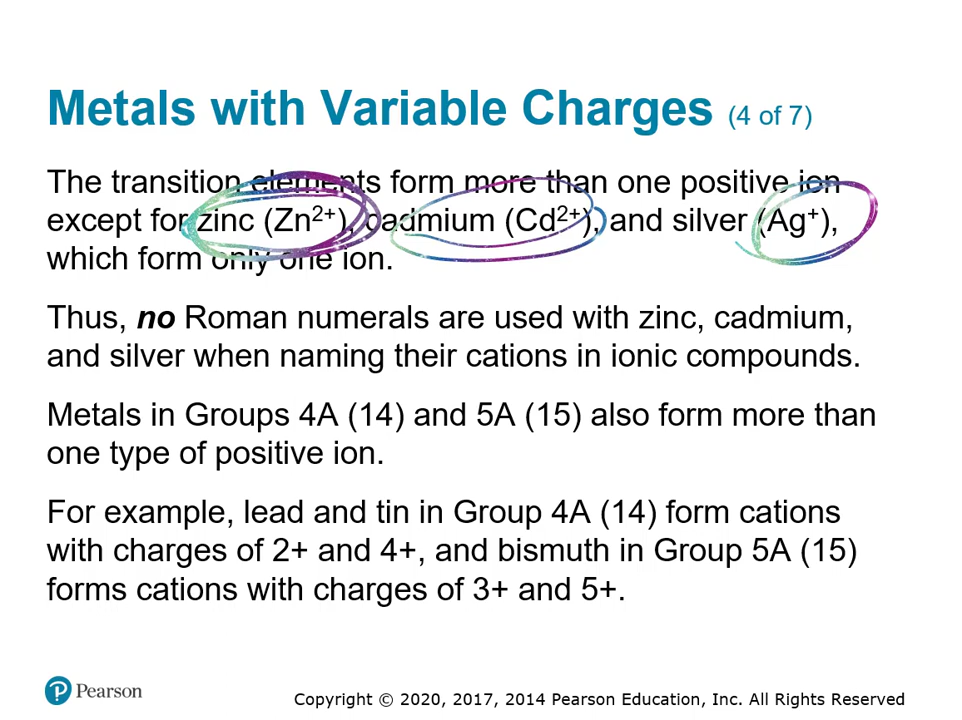 Metals with Variable Charges (4 of 7)
The transition elements form more than one positive ion
except for zinc (Zn²⁺), cadmium (Cd²⁺), and silver (Ag⁺),
which form only one ion.
Thus, no Roman numerals are used with zinc, cadmium,
and silver when naming their cations in ionic compounds.
Metals in Groups 4A (14) and 5A (15) also form more than
one type of positive ion.
For example, lead and tin in Group 4A (14) form cations
with charges of 2+ and 4+, and bismuth in Group 5A (15)
forms cations with charges of 3+ and 5+.
P Pearson
Copyright © 2020, 2017, 2014 Pearson Education, Inc. All Rights Reserved